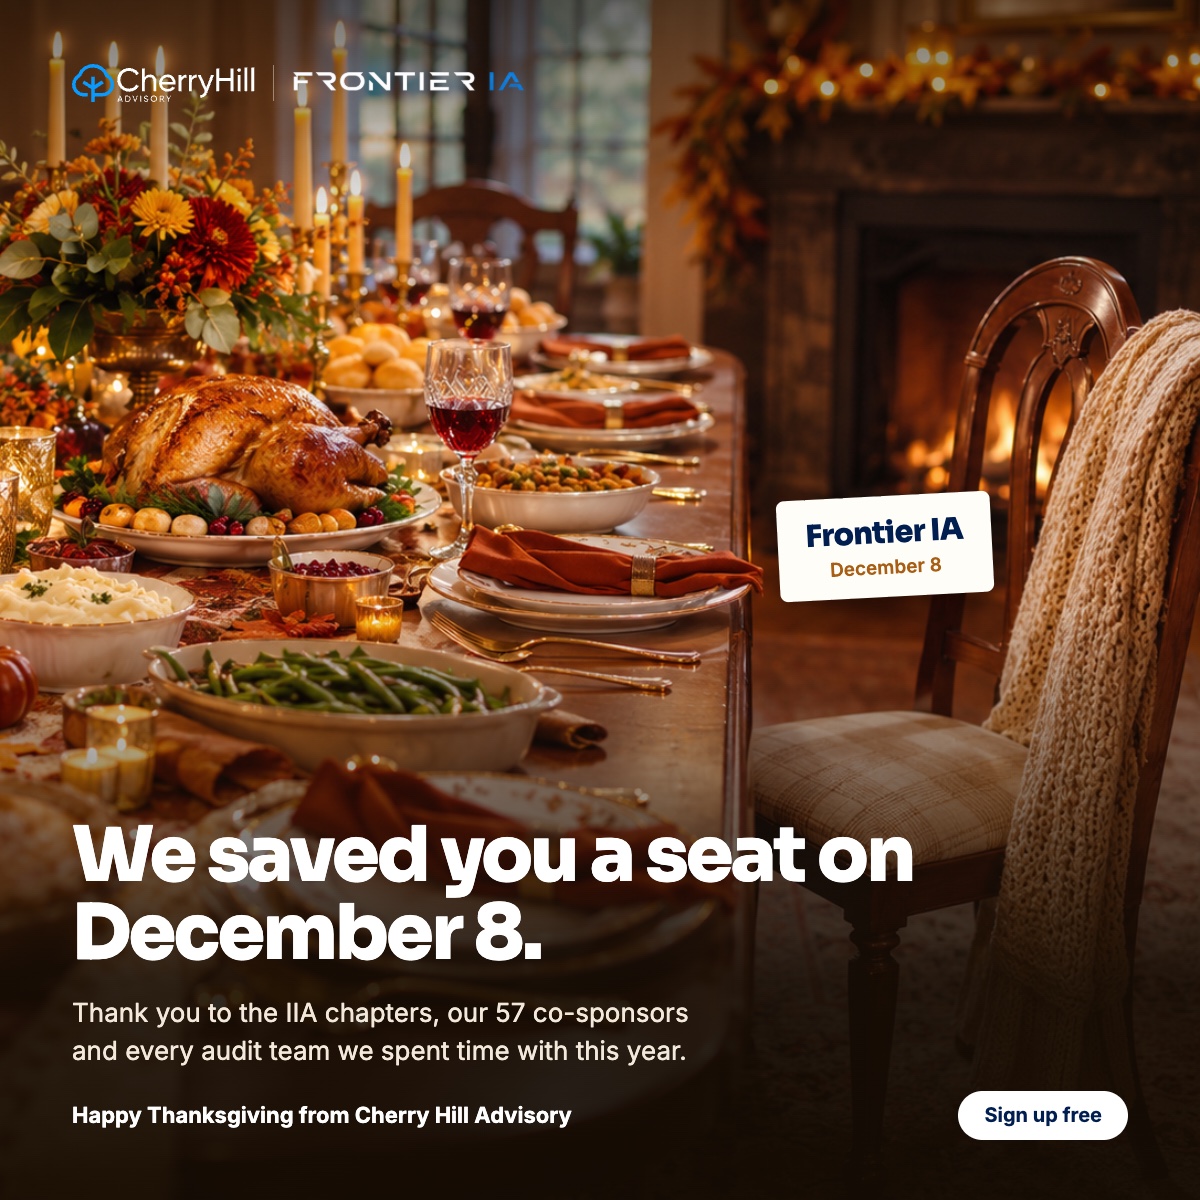 CherryHill
ADVISORY
FRONTIER IA
Frontier IA
December 8
We saved you a seat on
December 8.
Thank you to the IIA chapters, our 57 co-sponsors
and every audit team we spent time with this year.
Happy Thanksgiving from Cherry Hill Advisory
Sign up free